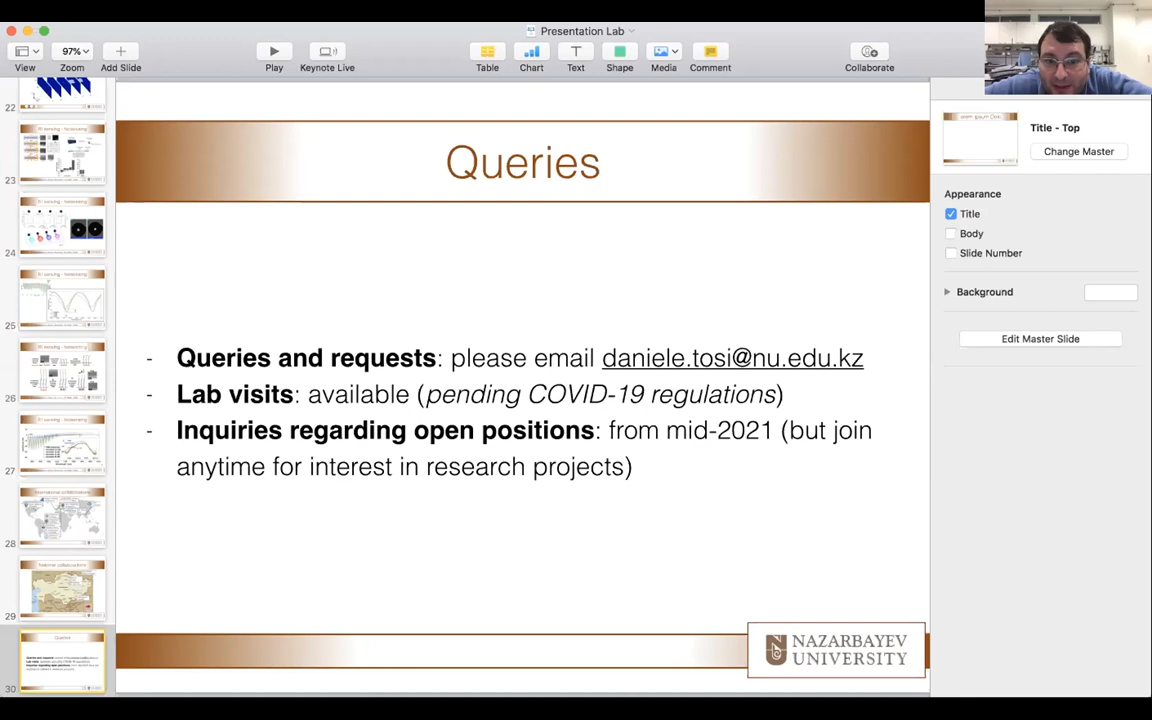 Presentation Lab
97%
View
Zoom
Add Slide
Play
Keynote Live
Table
Chart
Text
Shape
Media
Comment
Collaborate
22
23
24
25
26
27
28
29
30
Queries
- Queries and requests: please email daniele.tosi@nu.edu.kz
- Lab visits: available (pending COVID-19 regulations)
- Inquiries regarding open positions: from mid-2021 (but join
anytime for interest in research projects)
NAZARBAYEV
UNIVERSITY
Title - Top
Change Master
Appearance
Title
Body
Slide Number
Background
Edit Master Slide